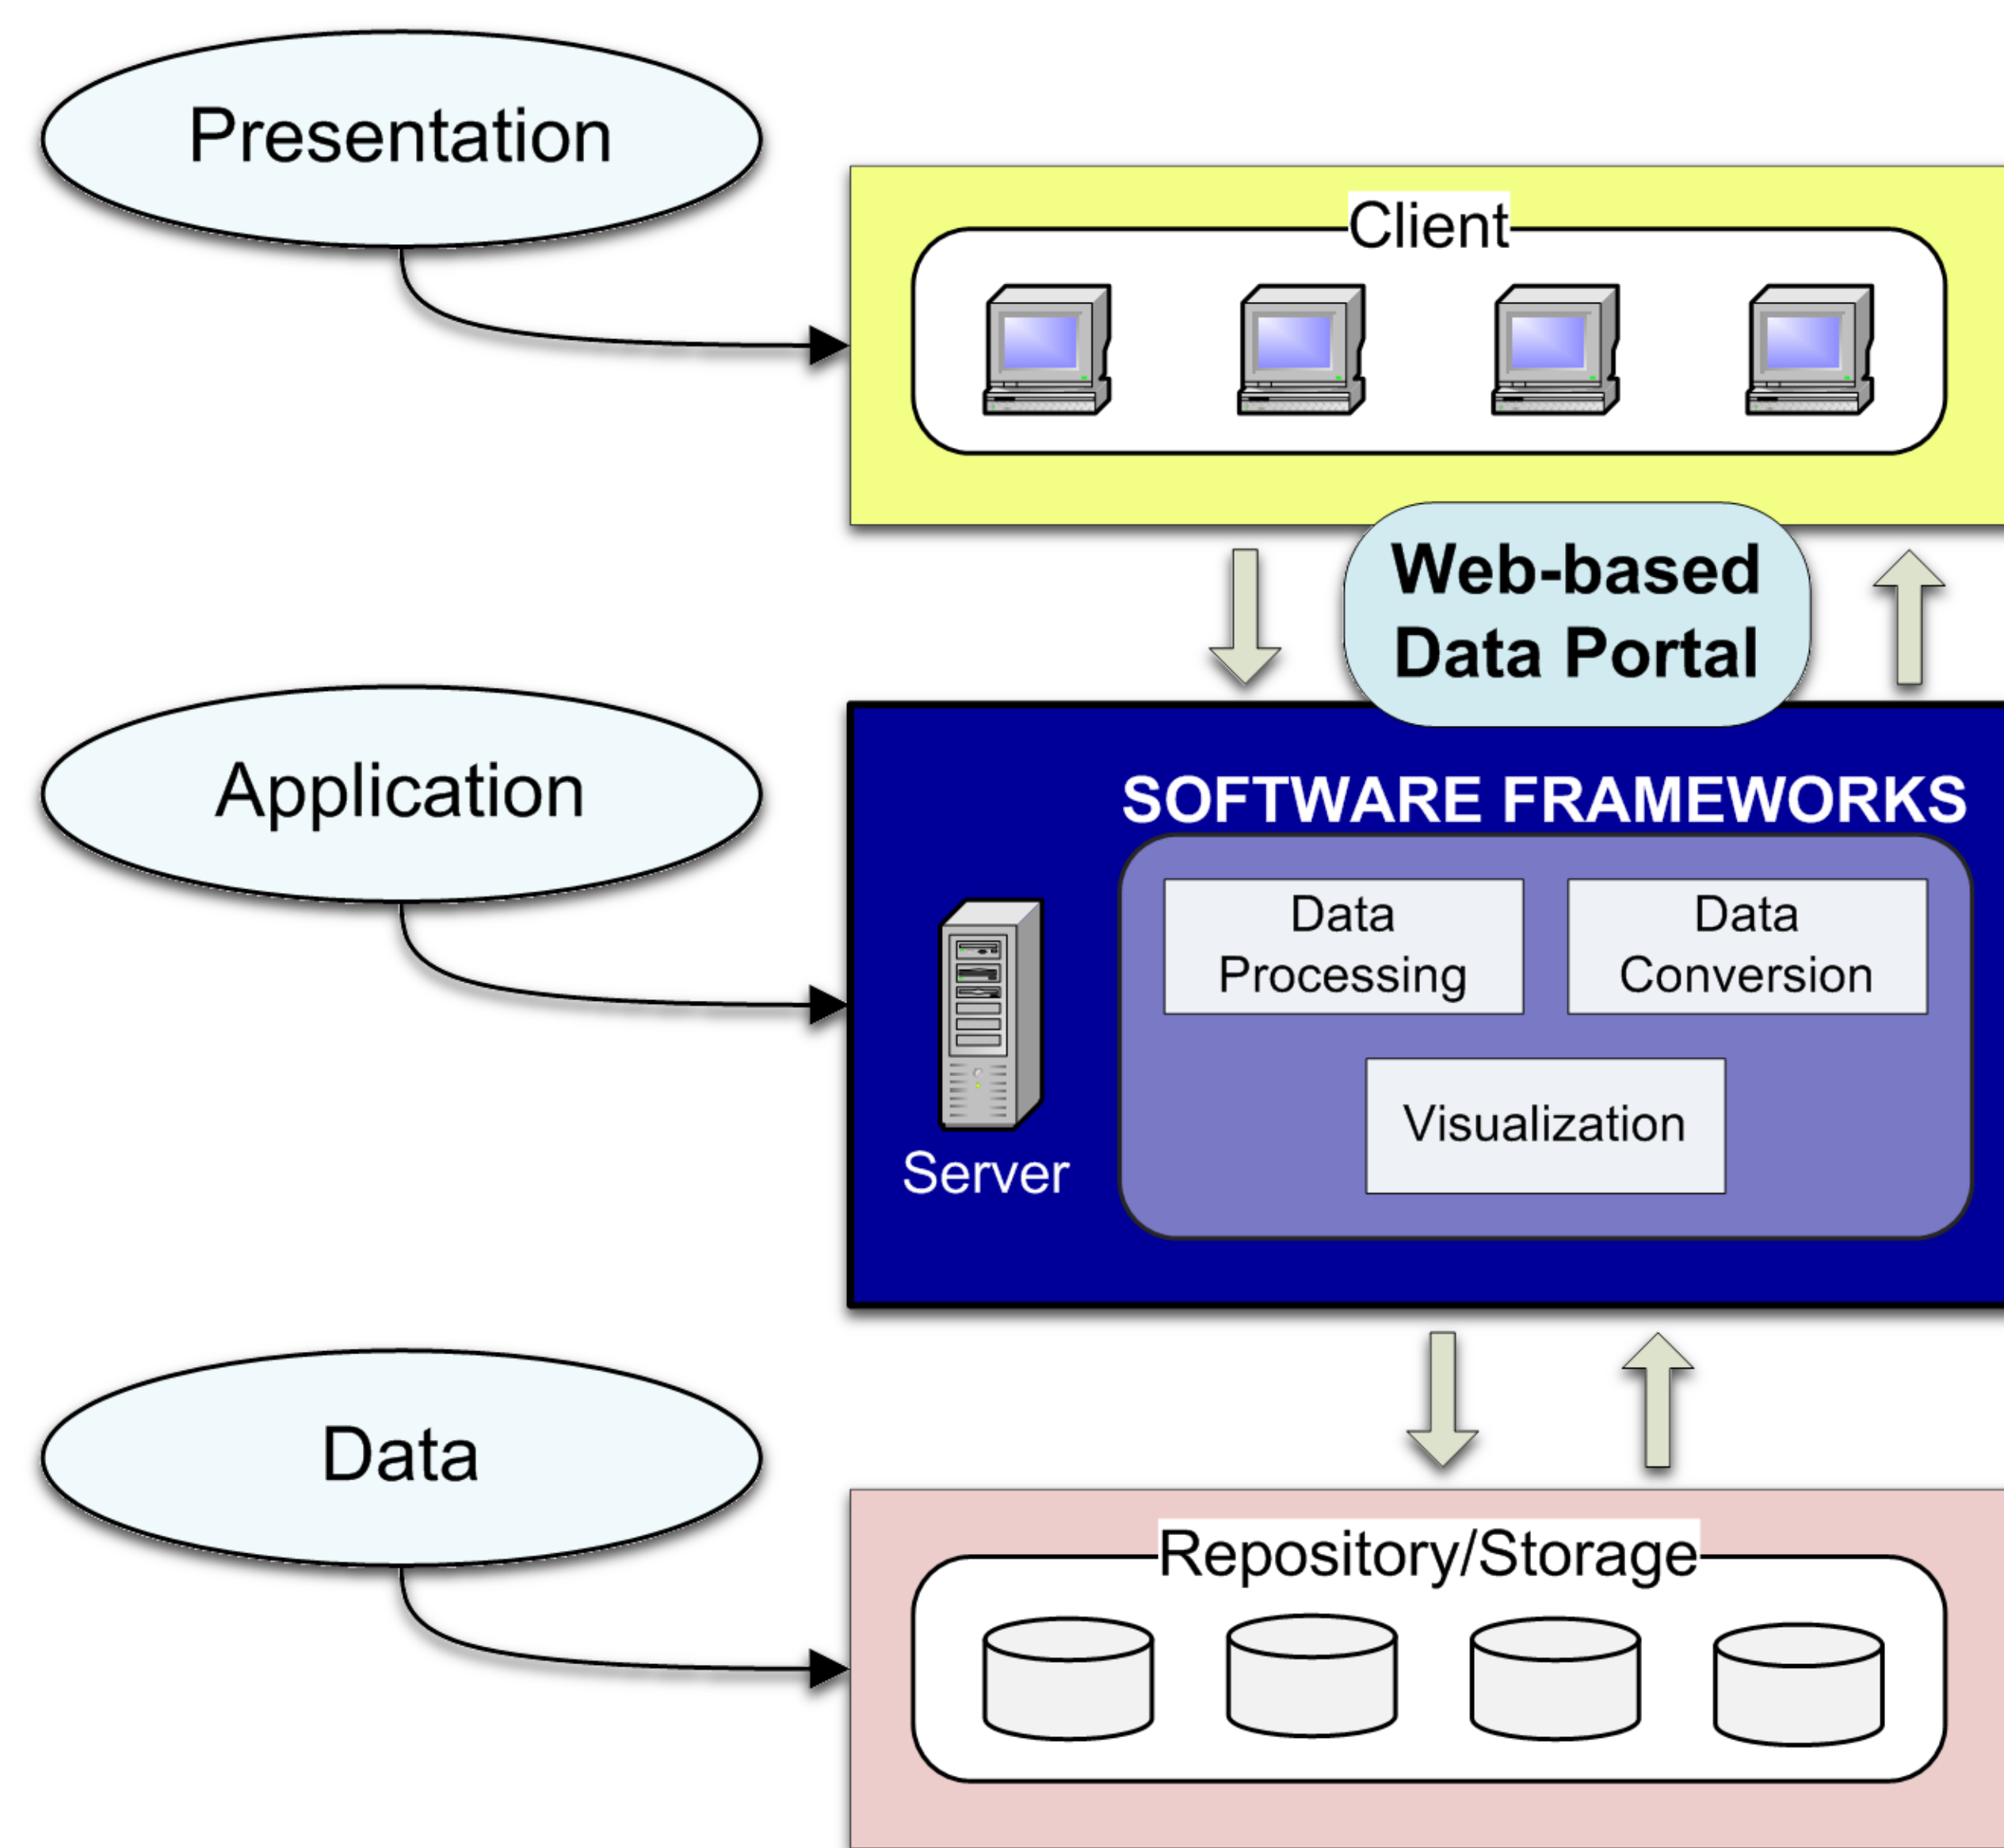 Presentation
Client
Web-based
Data Portal
Application
SOFTWARE FRAMEWORKS
Data
Processing
Data
Conversion
Visualization
Server
Data
Repository/Storage